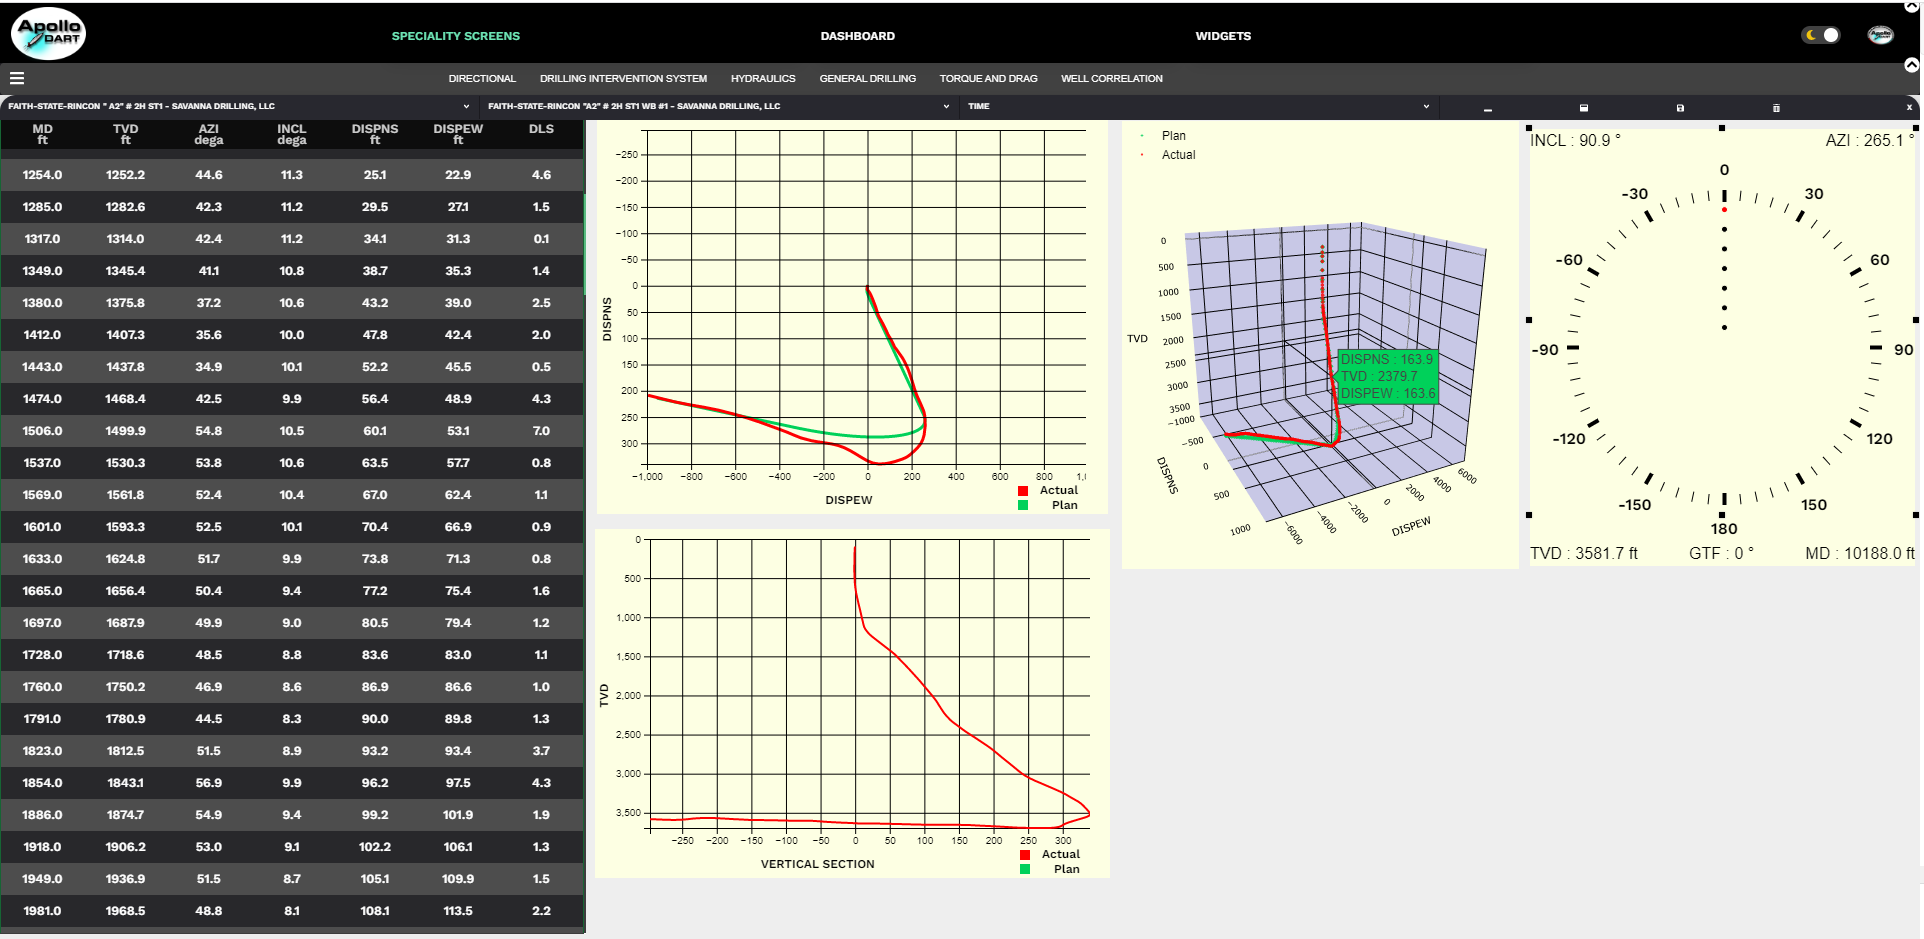 Apollo
DART
SPECIALITY SCREENS DASHBOARD WIDGETS
DIRECTIONAL DRILLING INTERVENTION SYSTEM HYDRAULICS GENERAL DRILLING TORQUE AND DRAG WELL CORRELATION
FAITH-STATE-RINCON " A2" # 2H ST1 - SAVANNA DRILLING, LLC FAITH-STATE-RINCON "A2" # 2H ST1 WB #1 - SAVANNA DRILLING, LLC TIME x
MD TVD AZI INCL DISPNS DISPEW DLS
ft ft dega dega ft ft
1254.0 1252.2 44.6 11.3 25.1 22.9 4.6
1285.0 1282.6 42.3 11.2 29.5 27.1 1.5
1317.0 1314.0 42.4 11.2 34.1 31.3 0.1
1349.0 1345.4 41.1 10.8 38.7 35.3 1.4
1380.0 1375.8 37.2 10.6 43.2 39.0 2.5
1412.0 1407.3 35.6 10.0 47.8 42.4 2.0
1443.0 1437.8 34.9 10.1 52.2 45.5 0.5
1474.0 1468.4 42.5 9.9 56.4 48.9 4.3
1506.0 1499.9 54.8 10.5 60.1 53.1 7.0
1537.0 1530.3 53.8 10.6 63.5 57.7 0.8
1569.0 1561.8 52.4 10.4 67.0 62.4 1.1
1601.0 1593.3 52.5 10.1 70.4 66.9 0.9
1633.0 1624.8 51.7 9.9 73.8 71.3 0.8
1665.0 1656.4 50.4 9.4 77.2 75.4 1.6
1697.0 1687.9 49.9 9.0 80.5 79.4 1.2
1728.0 1718.6 48.5 8.8 83.6 83.0 1.1
1760.0 1750.2 46.9 8.6 86.9 86.6 1.0
1791.0 1780.9 44.5 8.3 90.0 89.8 1.3
1823.0 1812.5 51.5 8.9 93.2 93.4 3.7
1854.0 1843.1 56.9 9.9 96.2 97.5 4.3
1886.0 1874.7 54.9 9.4 99.2 101.9 1.9
1918.0 1906.2 53.0 9.1 102.2 106.1 1.3
1949.0 1936.9 51.5 8.7 105.1 109.9 1.5
1981.0 1968.5 48.8 8.1 108.1 113.5 2.2
−250
−200
−150
−100
−50
0
50
100
150
200
250
300
DISPNS
−1,000 −800 −600 −400 −200 0 200 400 600 800 1,(
DISPEW
Actual
Plan
0
500
1,000
1,500
2,000
2,500
3,000
3,500
TVD
−250 −200 −150 −100 −50 0 50 100 150 200 250 300
VERTICAL SECTION
Actual
Plan
Plan
Actual
0
500
1000
1500
2000
2500
3000
3500
TVD
DISPNS : 163.9
TVD : 2379.7
DISPEW : 163.6
−1000
−500
0
500
1000
DISPNS
−6000
−4000
−2000
0
2000
4000
6000
DISPEW
INCL : 90.9 ° AZI : 265.1 °
0
-30 30
-60 60
-90 90
-120 120
-150 150
180
TVD : 3581.7 ft GTF : 0 ° MD : 10188.0 ft